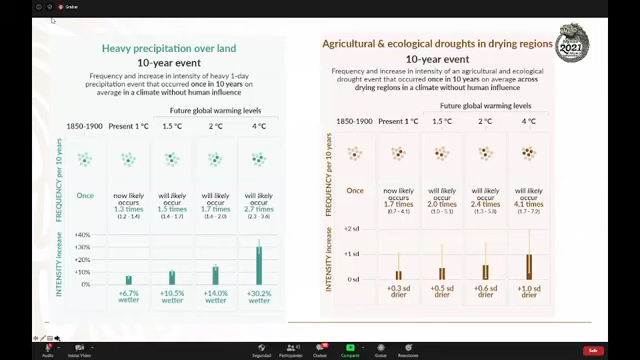 Grabar
Heavy precipitation over land
10-year event
Frequency and increase in intensity of heavy 1-day
precipitation event that occurred once in 10 years on
average in a climate without human influence
Future global warming levels
1850-1900 Present 1 °C 1.5 °C 2 °C 4 °C
FREQUENCY per 10 years
Once
now likely
occurs
1.3 times
(1.2 - 1.4)
will likely
occur
1.5 times
(1.4 - 1.7)
will likely
occur
1.7 times
(1.6 - 2.0)
will likely
occur
2.7 times
(2.3 - 3.6)
INTENSITY increase
+40%
+30%
+20%
+10%
0%
+6.7%
wetter
+10.5%
wetter
+14.0%
wetter
+30.2%
wetter
Agricultural & ecological droughts in drying regions
10-year event
Frequency and increase in intensity of an agricultural and ecological
drought event that occurred once in 10 years on average across
drying regions in a climate without human influence
Future global warming levels
1850-1900 Present 1 °C 1.5 °C 2 °C 4 °C
FREQUENCY per 10 years
Once
now likely
occurs
1.7 times
(0.7 - 4.1)
will likely
occur
2.0 times
(1.0 - 5.1)
will likely
occur
2.4 times
(1.3 - 5.8)
will likely
occur
4.1 times
(1.7 - 7.2)
INTENSITY increase
+2 sd
+1 sd
0 sd
+0.3 sd
drier
+0.5 sd
drier
+0.6 sd
drier
+1.0 sd
drier
2021
Audio
Iniciar Video
Seguridad
Participantes
Chatear
Compartir
Grabar
Reacciones
Salir